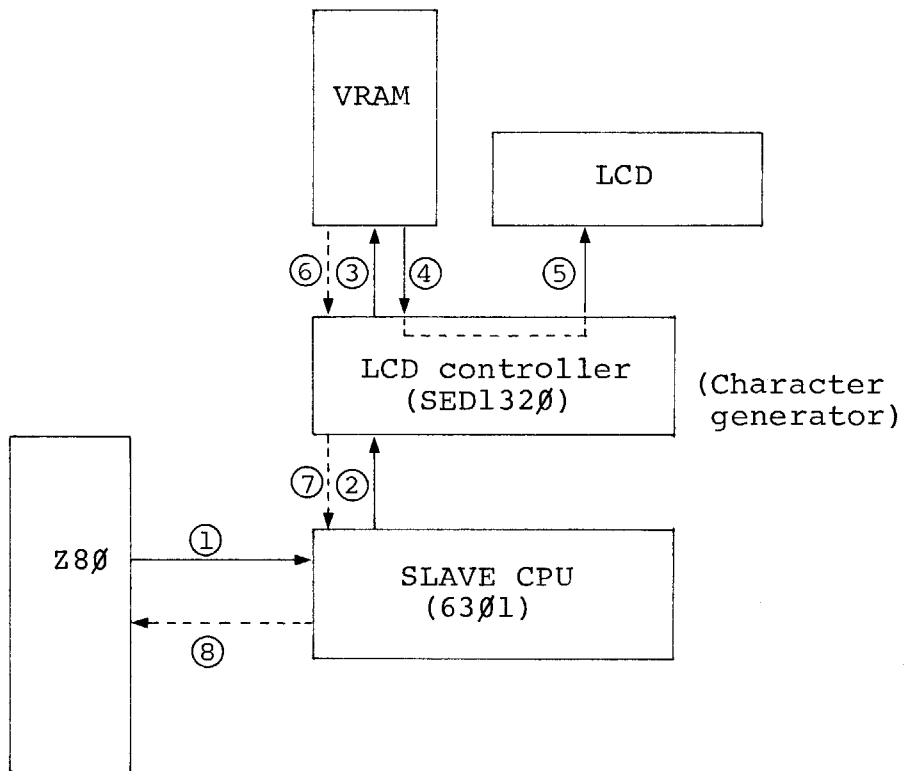 VRAM
LCD
⑥ ③ ④ ⑤
LCD controller
(SED132Ø)
(Character
generator)
⑦ ②
Z8Ø
①
SLAVE CPU
(63Ø1)
⑧